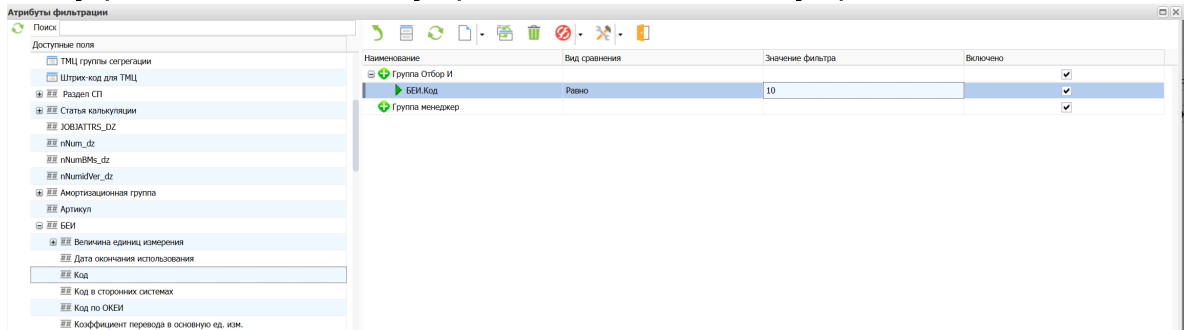 Атрибуты фильтрации
Поиск
Доступные поля
ТМЦ группы сегрегации
Штрих-код для ТМЦ
Раздел СП
Статья калькуляции
JOBJATTRS_DZ
nNum_dz
nNumBMs_dz
nNumidVer_dz
Амортизационная группа
Артикул
БЕИ
Величина единиц измерения
Дата окончания использования
Код
Код в сторонних системах
Код по ОКЕИ
Коэффициент перевода в основную ед. изм.
Наименование Вид сравнения Значение фильтра Включено
Группа Отбор И
БЕИ.Код Равно 10
Группа менеджер